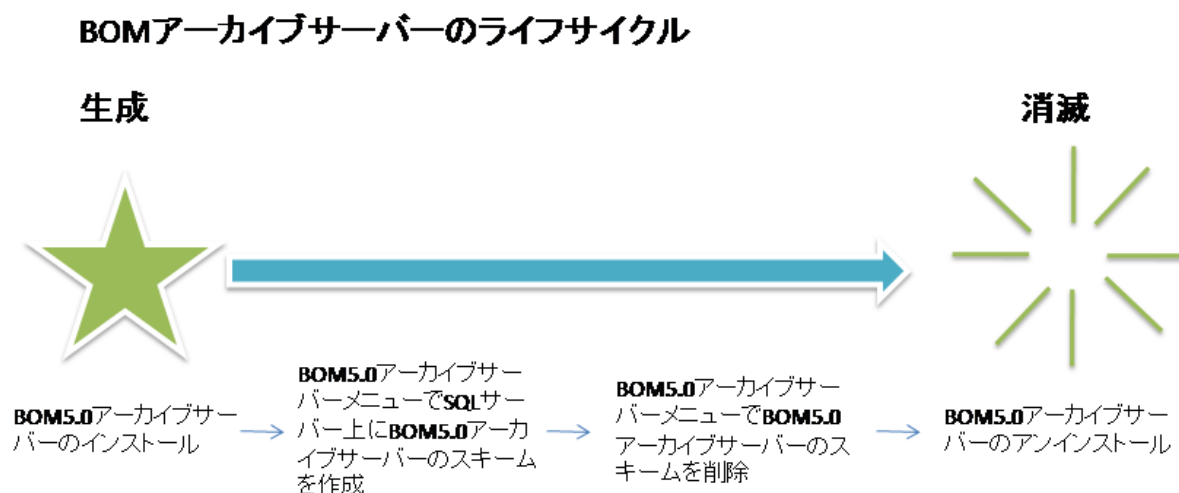 BOMアーカイブサーバーのライフサイクル
生成
消滅
BOM5.0アーカイブサー
バーのインストール
BOM5.0アーカイブサー
バーメニューでSQLサー
バー上にBOM5.0アーカ
イブサーバーのスキーム
を作成
BOM5.0アーカイブサー
バーメニューでBOM5.0
アーカイブサーバーのス
キームを削除
BOM5.0アーカイブサー
バーのアンインストール